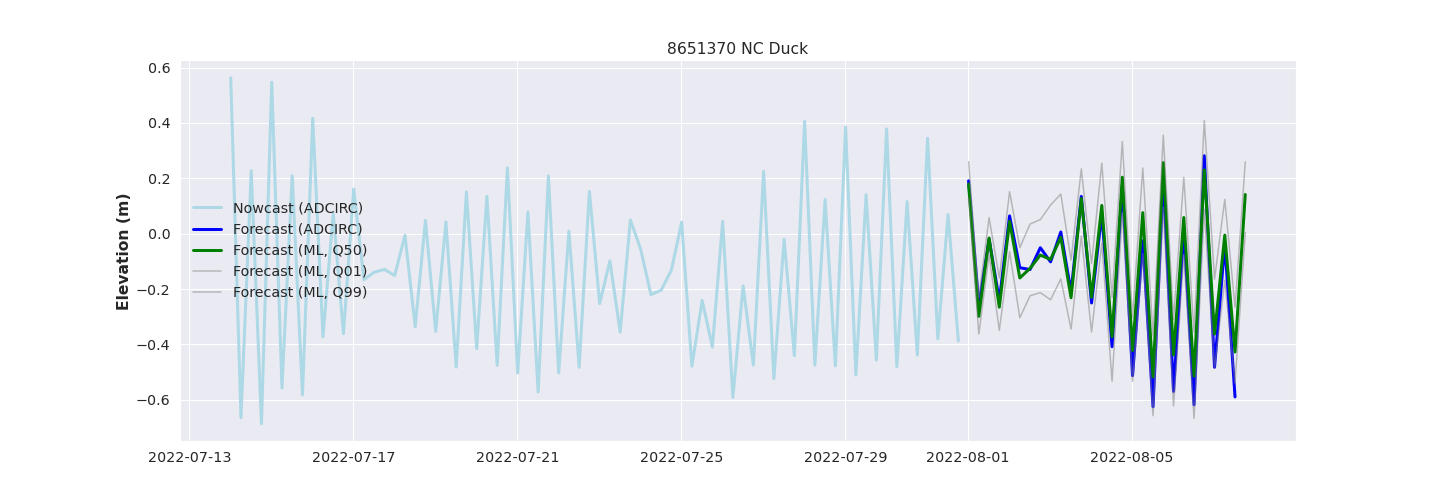 8651370 NC Duck
Elevation (m)
0.6
0.4
0.2
0.0
−0.2
−0.4
−0.6
Nowcast (ADCIRC)
Forecast (ADCIRC)
Forecast (ML, Q50)
Forecast (ML, Q01)
Forecast (ML, Q99)
2022-07-13 2022-07-17 2022-07-21 2022-07-25 2022-07-29 2022-08-01 2022-08-05